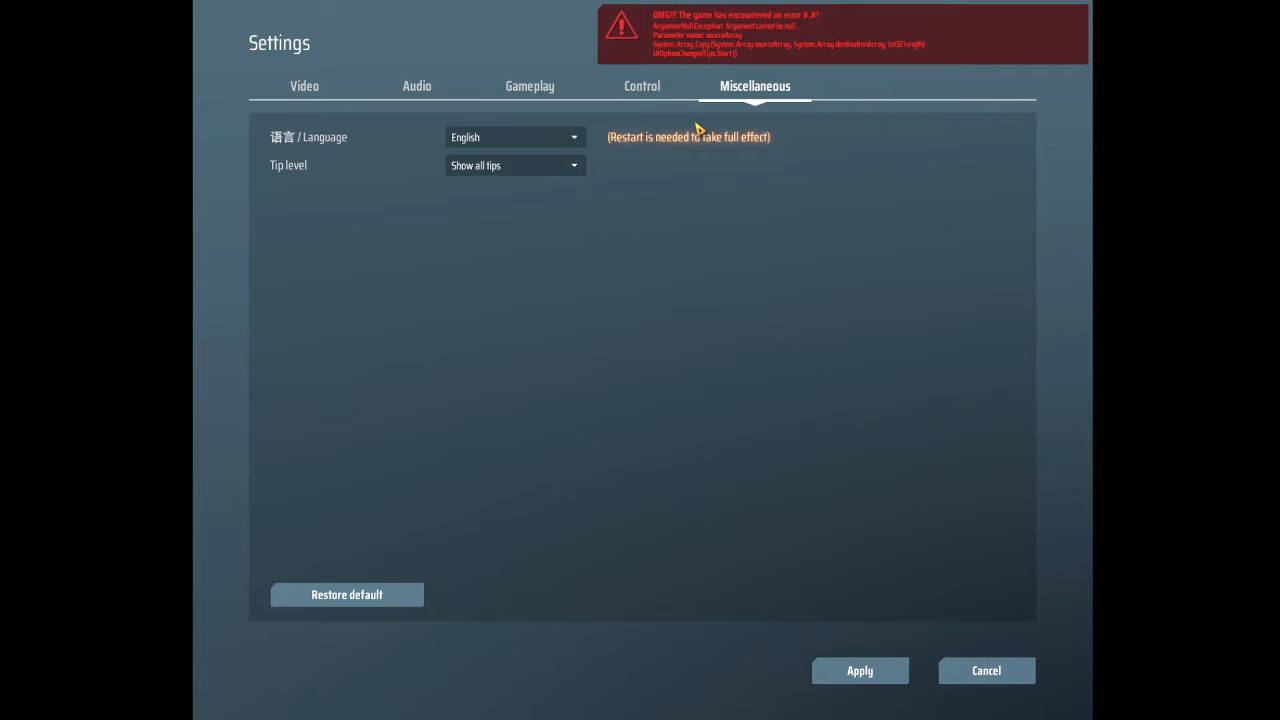 OMG!!! The game has encountered an error #.#!
ArgumentNullException: Argument cannot be null.
Parameter name: sourceArray
System.Array.Copy (System.Array sourceArray, System.Array destinationArray, Int32 length)
UIOptionChangedTips.Start()
Settings
Video Audio Gameplay Control Miscellaneous
语言 / Language English (Restart is needed to take full effect)
Tip level Show all tips
Restore default
Apply Cancel